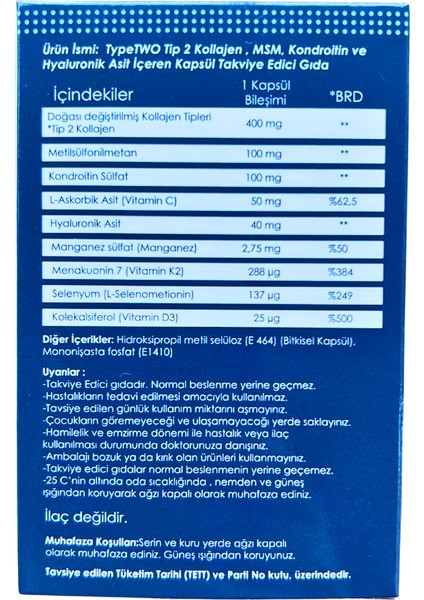 Ürün İsmi: TypeTWO Tip 2 Kollajen , MSM, Kondroitin ve
Hyaluronik Asit İçeren Kapsül Takviye Edici Gıda
İçindekiler 1 Kapsül Bileşimi *BRD
Doğası değiştirilmiş Kollajen Tipleri
*Tip 2 Kollajen 400 mg **
Metilsülfonilmetan 100 mg **
Kondroitin Sülfat 100 mg **
L-Askorbik Asit (Vitamin C) 50 mg %62,5
Hyaluronik Asit 40 mg **
Manganez sülfat (Manganez) 2,75 mg %50
Menakuonin 7 (Vitamin K2) 288 µg %384
Selenyum (L-Selenometionin) 137 µg %249
Kolekalsiferol (Vitamin D3) 25 µg %500
Diğer İçerikler: Hidroksipropil metil selüloz (E 464) (Bitkisel Kapsül),
Mononişasta fosfat (E1410)
Uyarılar :
-Takviye Edici gıdadır. Normal beslenme yerine geçmez.
-Hastalıkların tedavi edilmesi amacıyla kullanılmaz.
-Tavsiye edilen günlük kullanım miktarını aşmayınız.
-Çocukların göremeyeceği ve ulaşamayacağı yerde saklayınız.
-Hamilelik ve emzirme dönemi ile hastalık veya ilaç
kullanılması durumunda doktorunuza danışınız.
-Ambalajı bozuk ya da kırık olan ürünleri kullanmayınız.
-Takviye edici gıdalar normal beslenmenin yerine geçemez.
-25 C'nin altında oda sıcaklığında , nemden ve güneş
ışığından koruyarak ağzı kapalı olarak muhafaza ediniz.
İlaç değildir.
Muhafaza Koşulları:Serin ve kuru yerde ağzı kapalı
olarak muhafaza ediniz. Güneş ışığından koruyunuz.
Tavsiye edilen Tüketim Tarihi (TETT) ve Parti No kutu, üzerindedir.